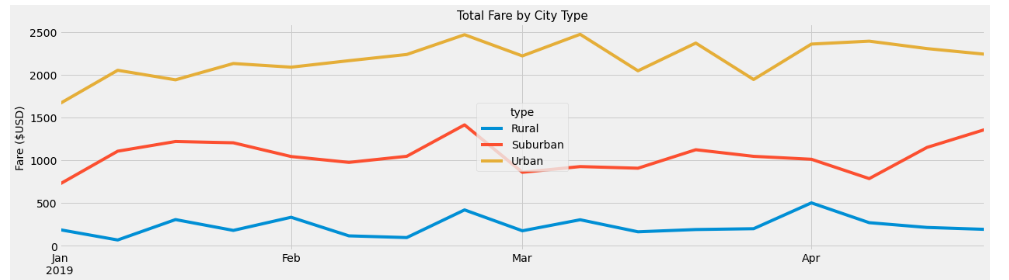 Total Fare by City Type
Fare ($USD)
2500
2000
1500
1000
500
0
type
Rural
Suburban
Urban
Jan
2019
Feb
Mar
Apr